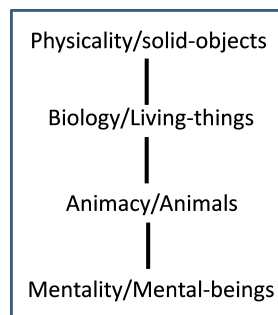 Physicality/solid-objects
Biology/Living-things
Animacy/Animals
Mentality/Mental-beings